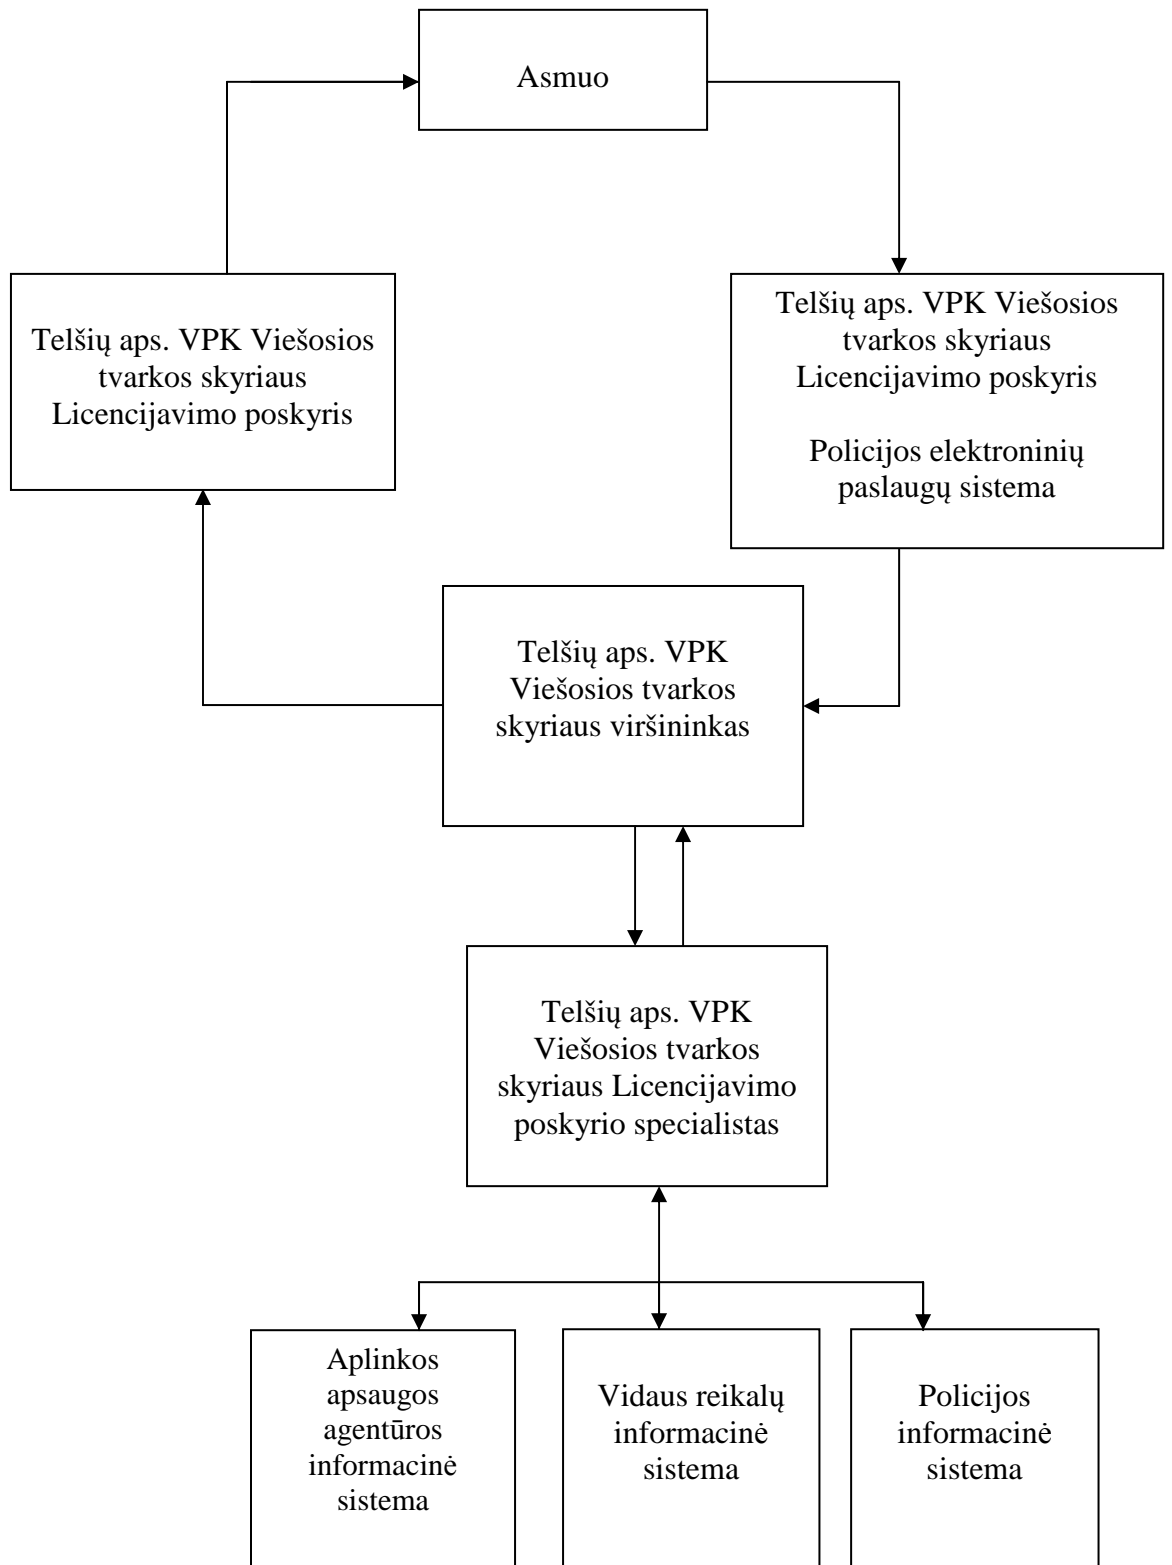 Asmuo
Telšių aps. VPK Viešosios
tvarkos skyriaus
Licencijavimo poskyris
Telšių aps. VPK Viešosios
tvarkos skyriaus
Licencijavimo poskyris
Policijos elektroninių
paslaugų sistema
Telšių aps. VPK
Viešosios tvarkos
skyriaus viršininkas
Telšių aps. VPK
Viešosios tvarkos
skyriaus Licencijavimo
poskyrio specialistas
Aplinkos
apsaugos
agentūros
informacinė
sistema
Vidaus reikalų
informacinė
sistema
Policijos
informacinė
sistema